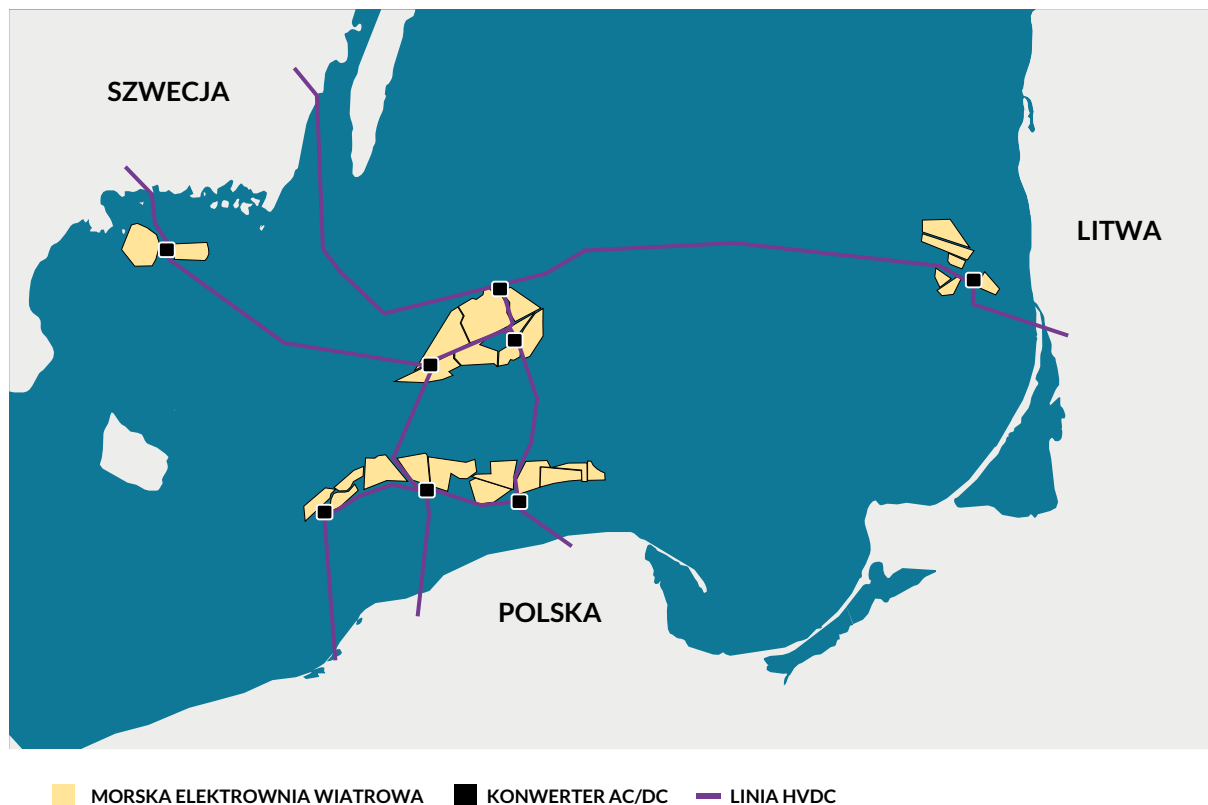 SZWECJA
LITWA
POLSKA
MORSKA ELEKTROWNIA WIATROWA KONWERTER AC/DC LINIA HVDC